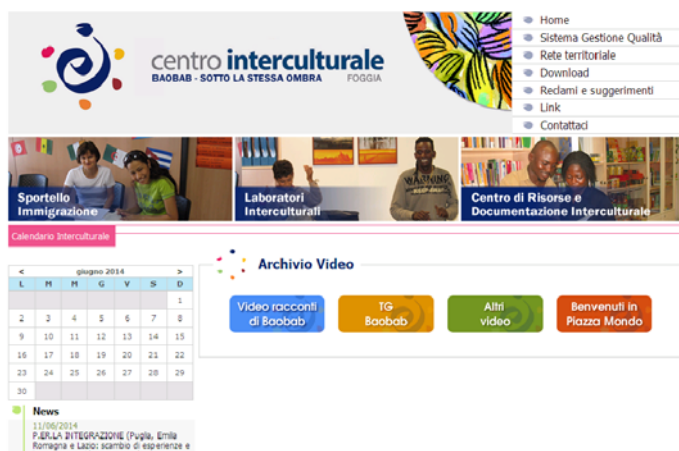 centro interculturale
BAOBAB - SOTTO LA STESSA OMBRA FOGGIA
Home
Sistema Gestione Qualità
Rete territoriale
Download
Reclami e suggerimenti
Link
Contattaci
Sportello
Immigrazione
Laboratori
Interculturali
Centro di Risorse e
Documentazione Interculturale
Calendario Interculturale
< giugno 2014 >
L M M G V S D
1
2 3 4 5 6 7 8
9 10 11 12 13 14 15
16 17 18 19 20 21 22
23 24 25 26 27 28 29
30
Archivio Video
Video racconti
di Baobab
TG
Baobab
Altri
video
Benvenuti in
Piazza Mondo
News
11/06/2014
P.ER.LA INTEGRAZIONE (Puglia, Emilia
Romagna e Lazio: scambio di esperienze e